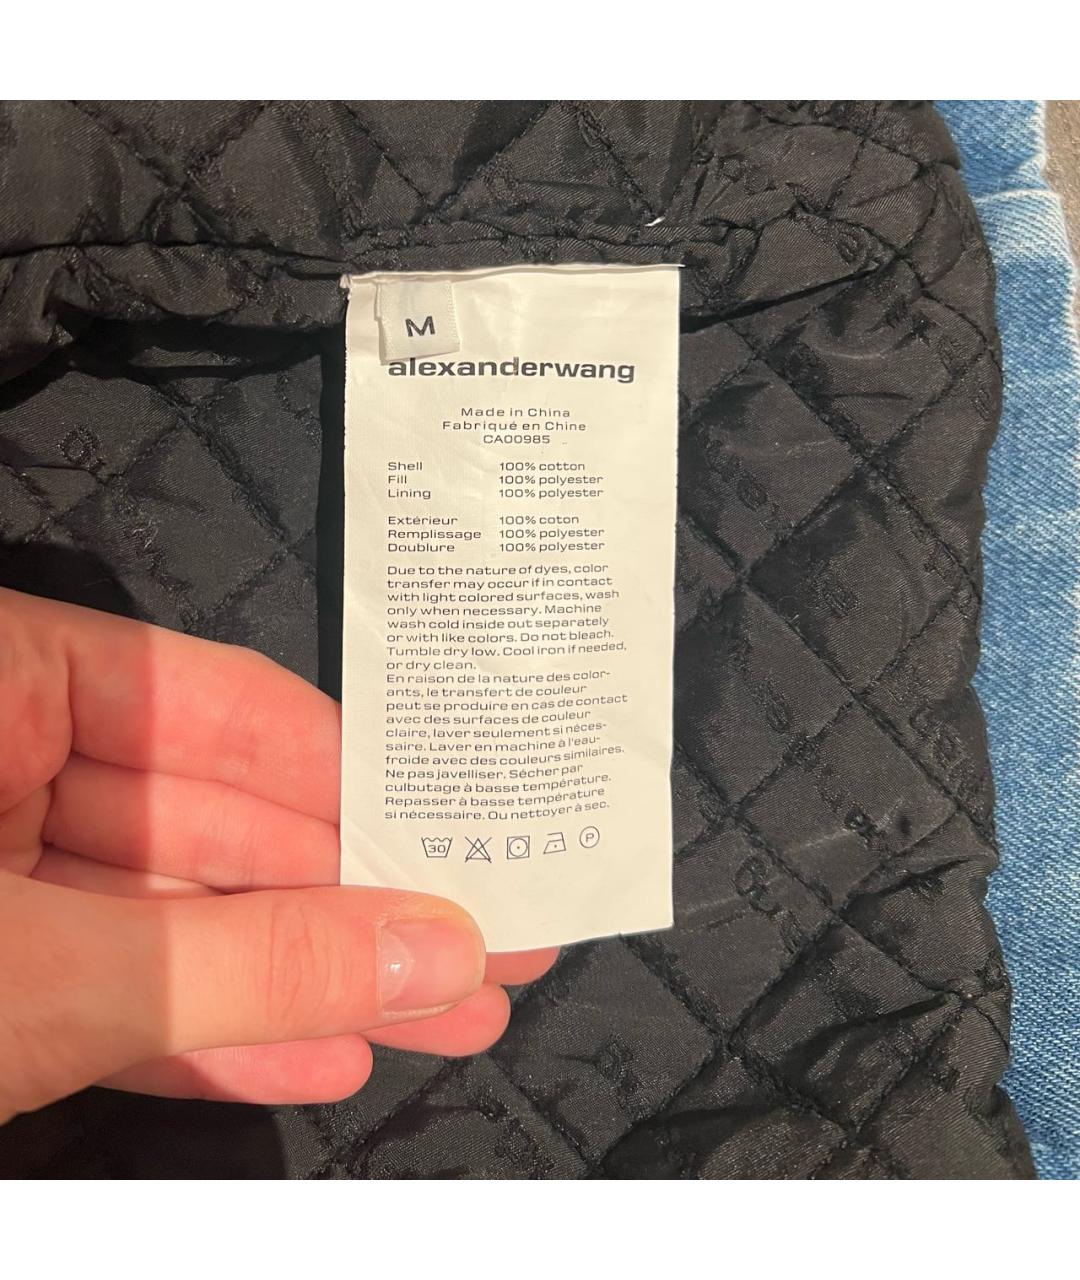 M
alexanderwang
Made in China
Fabriqué en Chine
CA00985
Shell 100% cotton
Fill 100% polyester
Lining 100% polyester
Extérieur 100% coton
Remplissage 100% polyester
Doublure 100% polyester
Due to the nature of dyes, color
transfer may occur if in contact
with light colored surfaces, wash
only when necessary. Machine
wash cold inside out separately
or with like colors. Do not bleach.
Tumble dry low. Cool iron if needed,
or dry clean.
En raison de la nature des color-
ants, le transfert de couleur
peut se produire en cas de contact
avec des surfaces de couleur
claire, laver seulement si néces-
saire. Laver en machine à l'eau-
froide avec des couleurs similaires.
Ne pas javelliser. Sécher par
culbutage à basse température.
Repasser à basse température
si nécessaire. Ou nettoyer à sec.
30 P